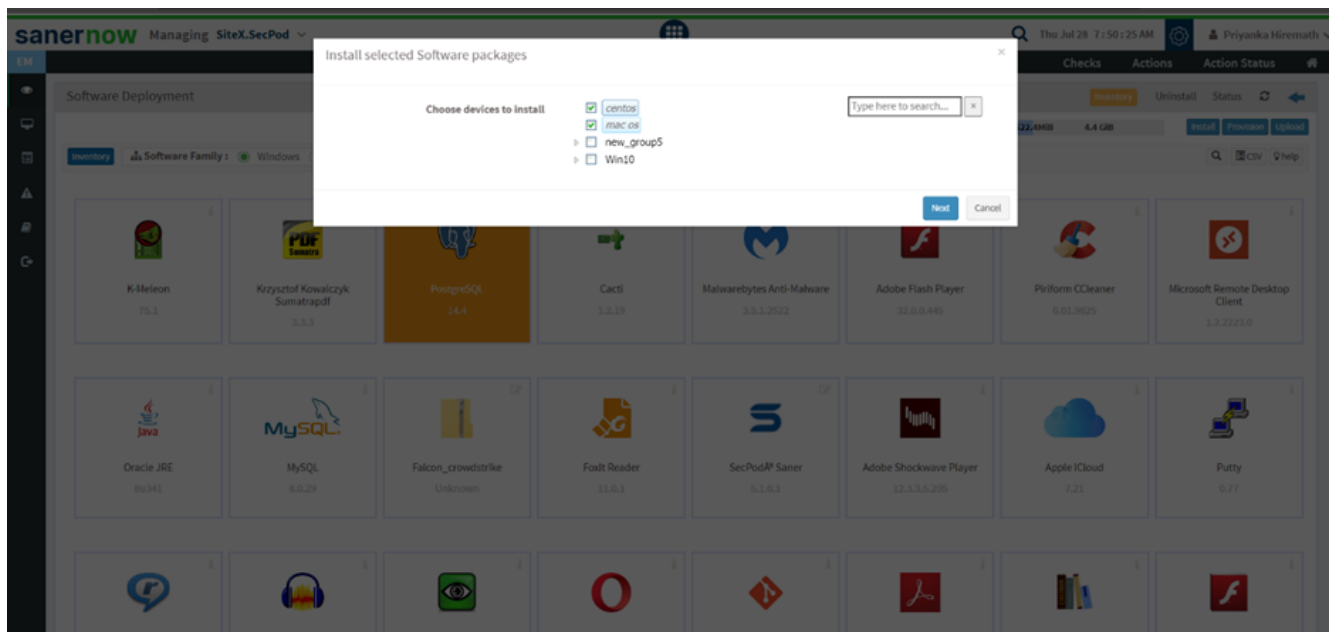 sanernow Managing SiteX.SecPod
Thu Jul 28 7:50:25 AM Priyanka Hiremath
EM
Checks Actions Action Status
Install selected Software packages
×
Choose devices to install
centos
mac os
new_group5
Win10
Type here to search... ×
Next Cancel
Software Deployment
Inventory Uninstall Status
4.4 GiB Install Provision Upload
Inventory Software Family : Windows
CSV help
K-Meleon
75.1
PDF
Sumatra
Krzysztof Kowalczyk
Sumatrapdf
3.3.3
PostgreSQL
14.4
Cacti
1.2.19
Malwarebytes Anti-Malware
3.5.1.2522
Adobe Flash Player
32.0.0.445
Piriform CCleaner
6.01.9825
Microsoft Remote Desktop
Client
1.2.2223.0
Java
Oracle JRE
8u341
MySQL
MySQL
8.0.29
Falcon_crowdstrike
Unknown
Foxit Reader
11.0.1
SecPodÂ® Saner
5.1.0.1
Adobe Shockwave Player
12.3.5.205
Apple ICloud
7.21
Putty
0.77